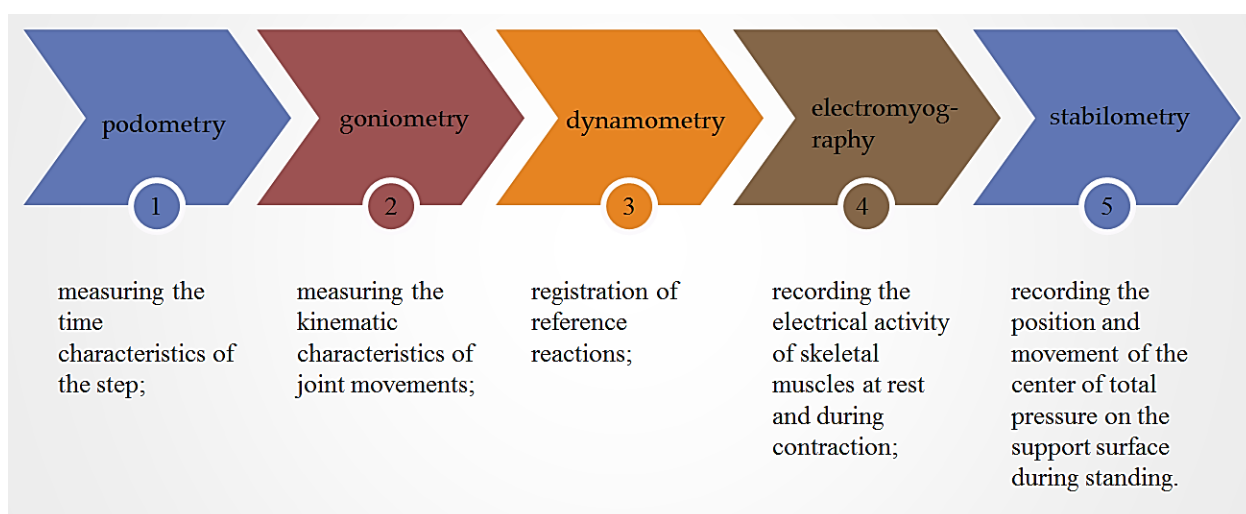 podometry
1
measuring the
time
characteristics of
the step;
goniometry
2
measuring the
kinematic
characteristics of
joint movements;
dynamometry
3
registration of
reference
reactions;
electromyog-
raphy
4
recording the
electrical activity
of skeletal
muscles at rest
and during
contraction;
stabilometry
5
recording the
position and
movement of the
center of total
pressure on the
support surface
during standing.